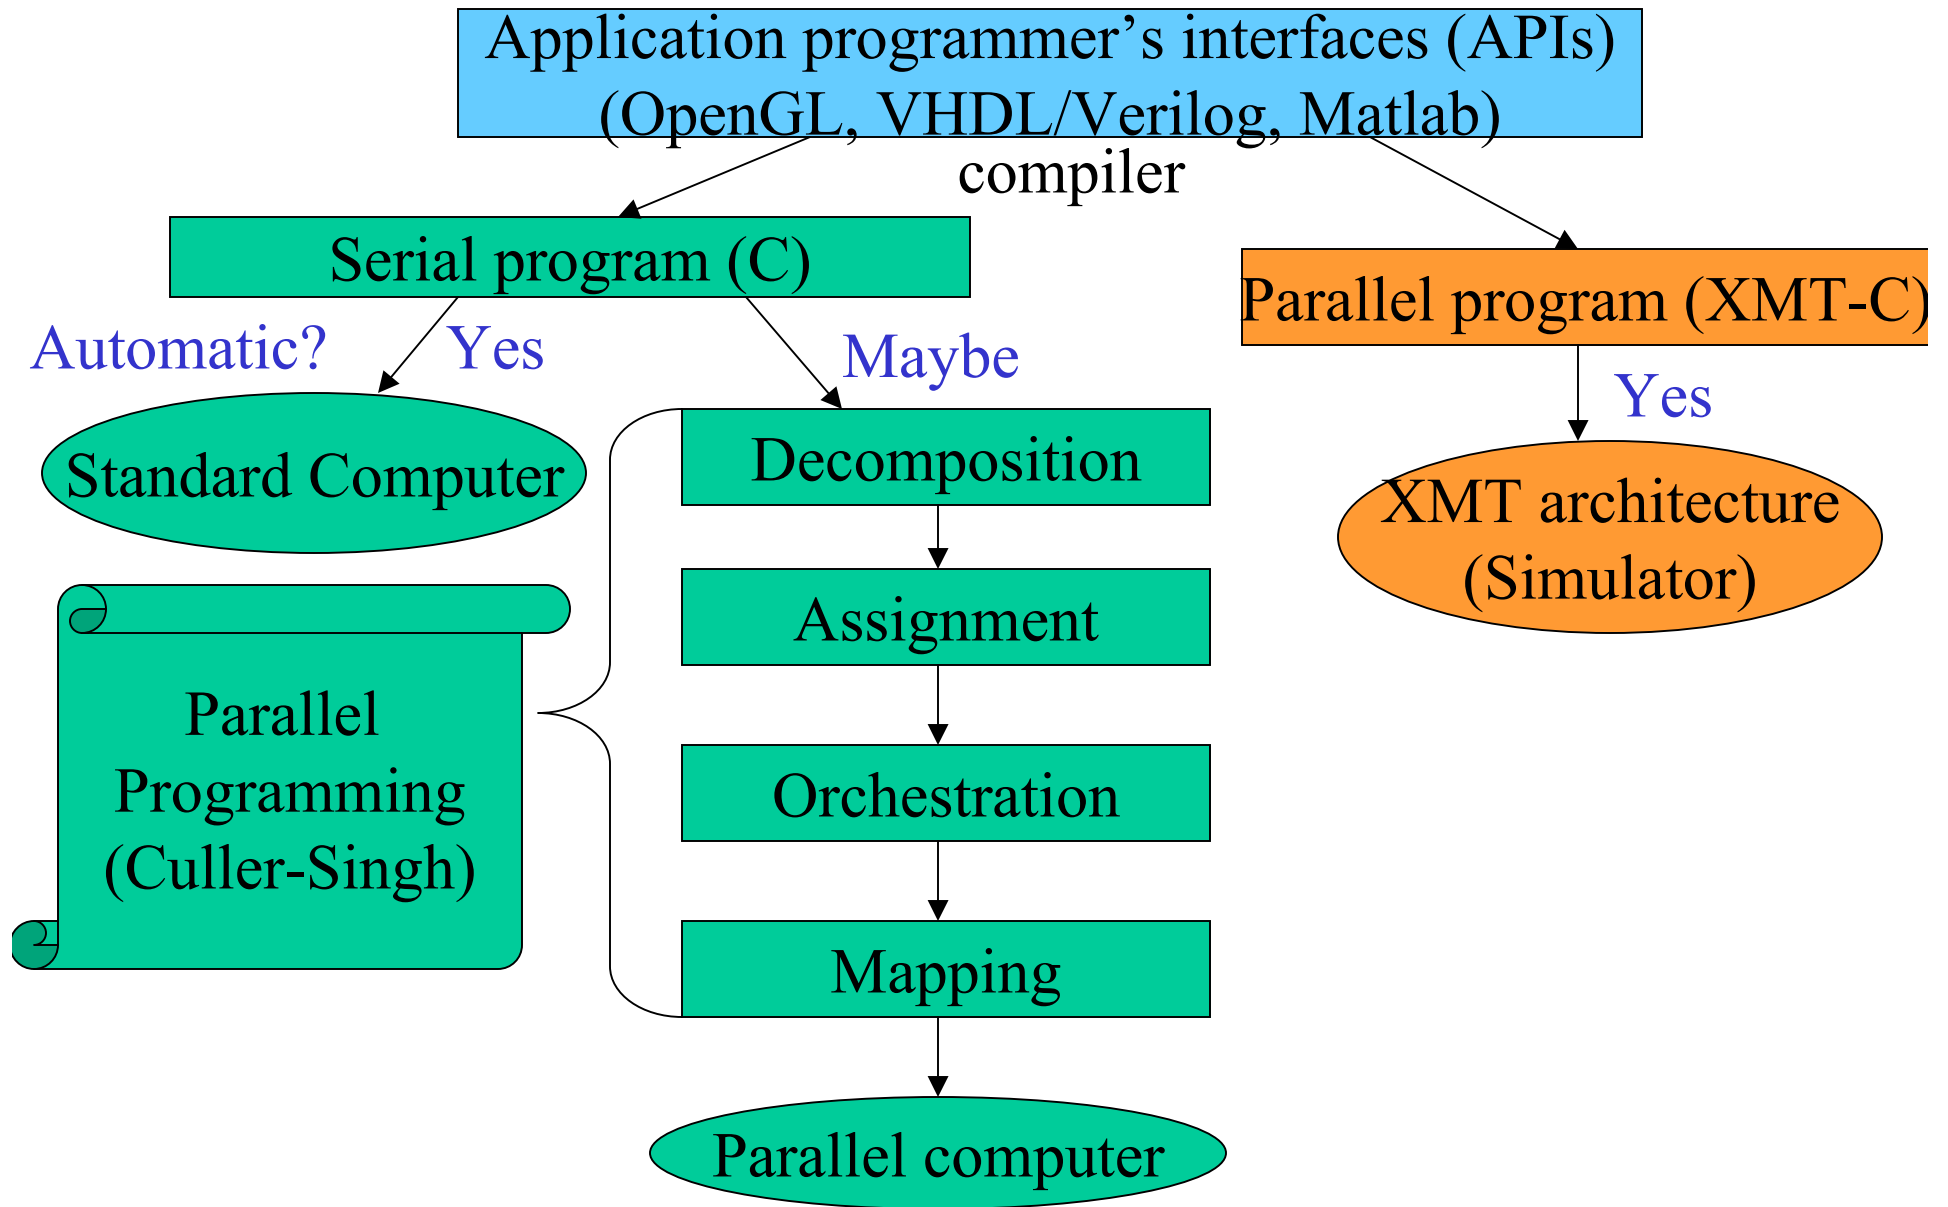 Application programmer’s interfaces (APIs)
(OpenGL, VHDL/Verilog, Matlab)
compiler
Serial program (C)
Parallel program (XMT-C)
Automatic?
Yes
Maybe
Yes
Standard Computer
Decomposition
XMT architecture
(Simulator)
Assignment
Parallel
Programming
(Culler-Singh)
Orchestration
Mapping
Parallel computer